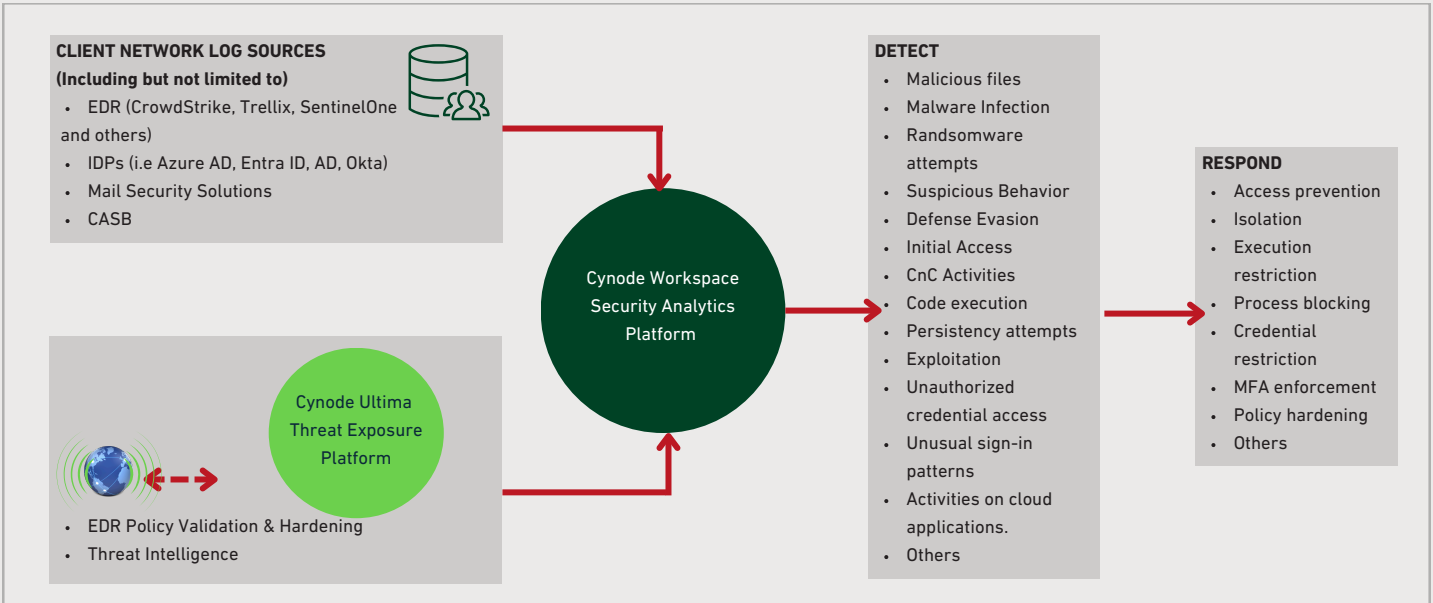 CLIENT NETWORK LOG SOURCES
(Including but not limited to)
• EDR (CrowdStrike, Trellix, SentinelOne
and others)
• IDPs (i.e Azure AD, Entra ID, AD, Okta)
• Mail Security Solutions
• CASB
Cynode Ultima
Threat Exposure
Platform
• EDR Policy Validation & Hardening
• Threat Intelligence
Cynode Workspace
Security Analytics
Platform
DETECT
• Malicious files
• Malware Infection
• Randsomware
attempts
• Suspicious Behavior
• Defense Evasion
• Initial Access
• CnC Activities
• Code execution
• Persistency attempts
• Exploitation
• Unauthorized
credential access
• Unusual sign-in
patterns
• Activities on cloud
applications.
• Others
RESPOND
• Access prevention
• Isolation
• Execution
restriction
• Process blocking
• Credential
restriction
• MFA enforcement
• Policy hardening
• Others